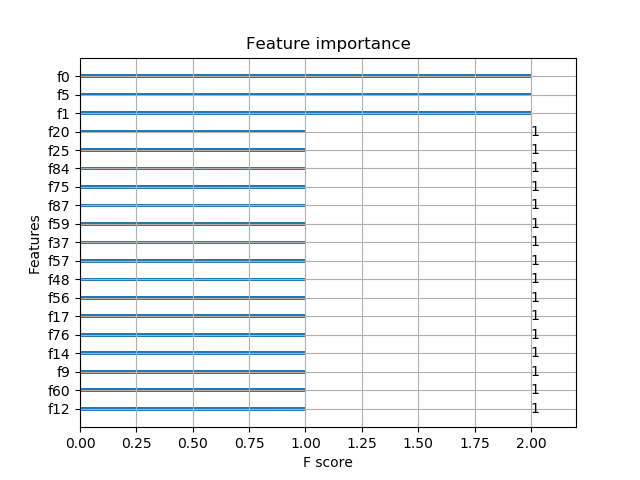 Feature importance
f0
f5
f1
f20 1
f25 1
f84 1
f75 1
f87 1
f59 1
f37 1
f57 1
f48 1
f56 1
f17 1
f76 1
f14 1
f9 1
f60 1
f12 1
Features
0.00 0.25 0.50 0.75 1.00 1.25 1.50 1.75 2.00
F score